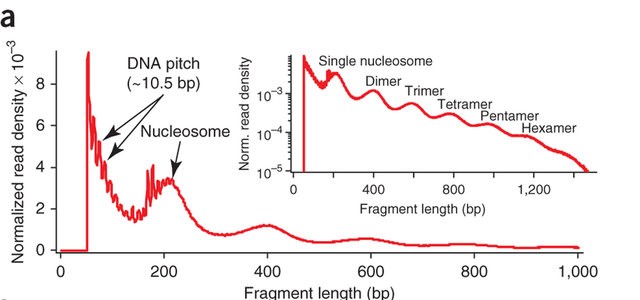 a
Normalized read density × 10⁻³
8
6
4
2
0
DNA pitch
(~10.5 bp)
Nucleosome
0
200
400
600
800
1,000
Fragment length (bp)
Norm. read density
10⁻³
10⁻⁴
10⁻⁵
Single nucleosome
Dimer
Trimer
Tetramer
Pentamer
Hexamer
0
400
800
1,200
Fragment length (bp)